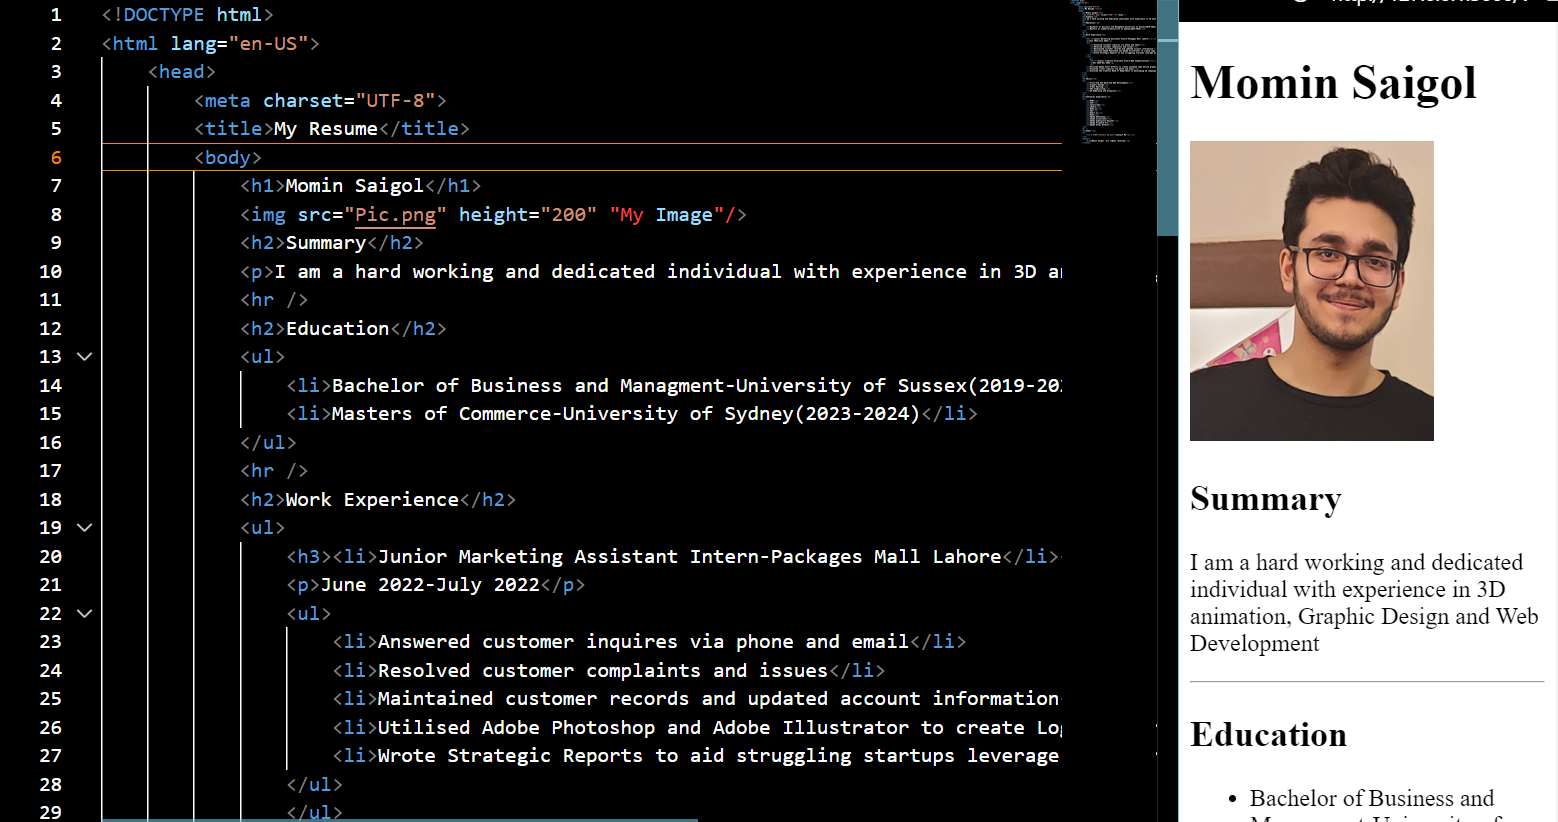 1 <!DOCTYPE html>
2 <html lang="en-US">
3 <head>
4 <meta charset="UTF-8">
5 <title>My Resume</title>
6 <body>
7 <h1>Momin Saigol</h1>
8 <img src="Pic.png" height="200" "My Image"/>
9 <h2>Summary</h2>
10 <p>I am a hard working and dedicated individual with experience in 3D
11 <hr />
12 <h2>Education</h2>
13 <ul>
14 <li>Bachelor of Business and Managment-University of Sussex(2019-20
15 <li>Masters of Commerce-University of Sydney(2023-2024)</li>
16 </ul>
17 <hr />
18 <h2>Work Experience</h2>
19 <ul>
20 <h3><li>Junior Marketing Assistant Intern-Packages Mall Lahore</li>
21 <p>June 2022-July 2022</p>
22 <ul>
23 <li>Answered customer inquires via phone and email</li>
24 <li>Resolved customer complaints and issues</li>
25 <li>Maintained customer records and updated account information
26 <li>Utilised Adobe Photoshop and Adobe Illustrator to create
27 <li>Wrote Strategic Reports to aid struggling startups leverage
28 </ul>
29 </ul>
Momin Saigol
Summary
I am a hard working and dedicated
individual with experience in 3D
animation, Graphic Design and Web
Development
Education
• Bachelor of Business and